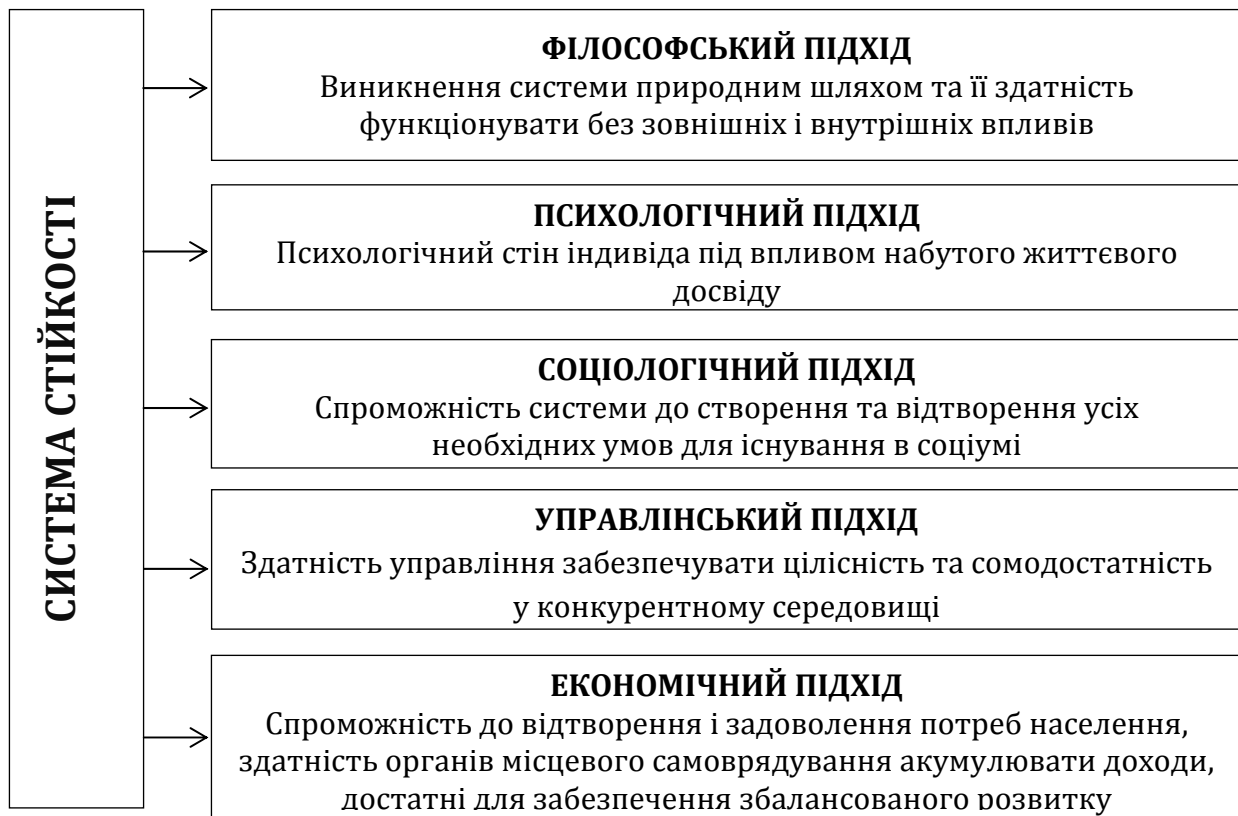 СИСТЕМА СТІЙКОСТІ
ФІЛОСОФСЬКИЙ ПІДХІД
Виникнення системи природним шляхом та її здатність
функціонувати без зовнішніх і внутрішніх впливів
ПСИХОЛОГІЧНИЙ ПІДХІД
Психологічний стін індивіда під впливом набутого життєвого
досвіду
СОЦІОЛОГІЧНИЙ ПІДХІД
Спроможність системи до створення та відтворення усіх
необхідних умов для існування в соціумі
УПРАВЛІНСЬКИЙ ПІДХІД
Здатність управління забезпечувати цілісність та сомодостатність
у конкурентному середовищі
ЕКОНОМІЧНИЙ ПІДХІД
Спроможність до відтворення і задоволення потреб населення,
здатність органів місцевого самоврядування акумулювати доходи,
достатні для забезпечення збалансованого розвитку